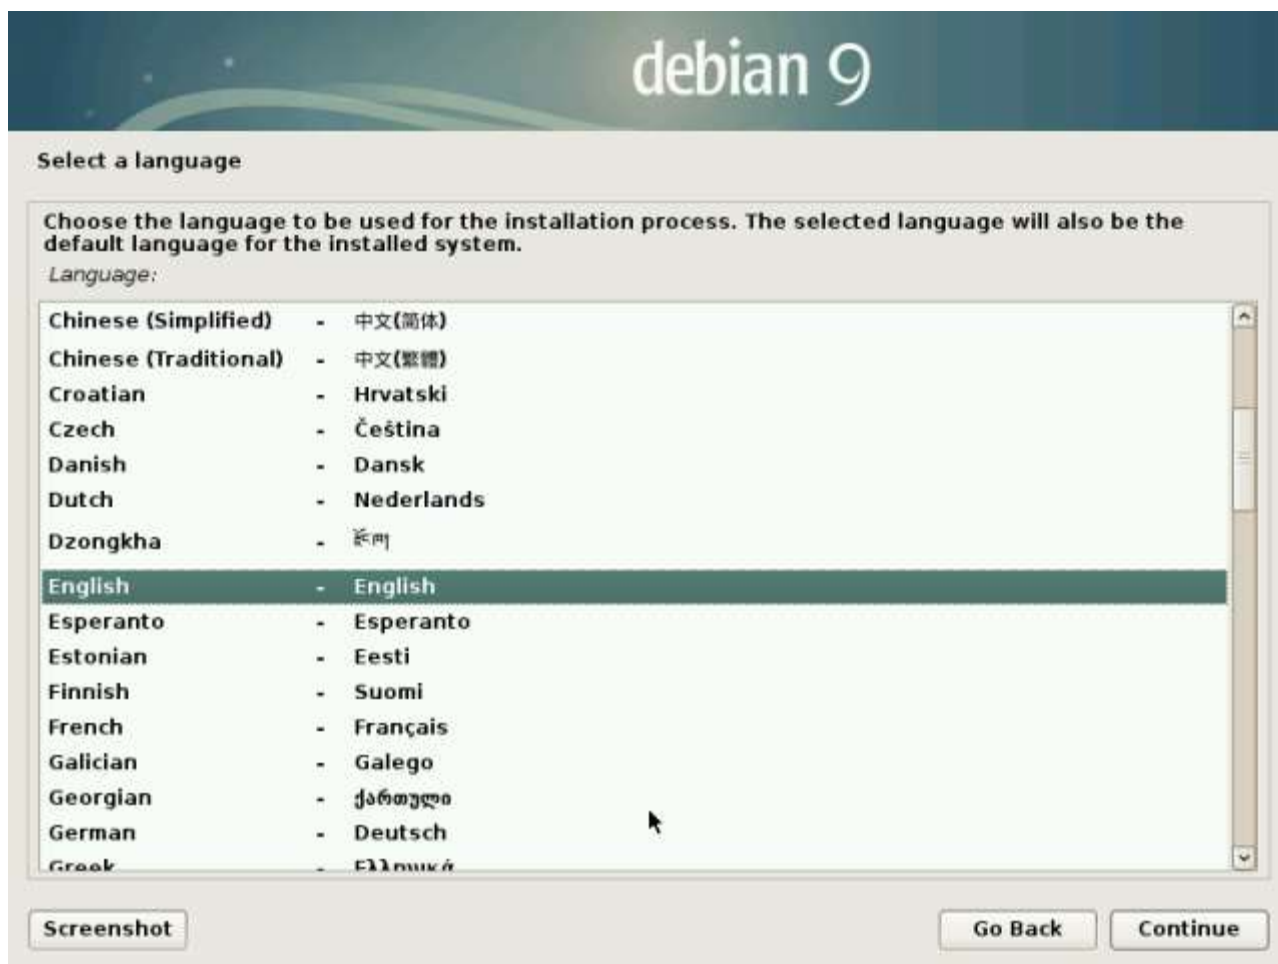 debian 9
Select a language
Choose the language to be used for the installation process. The selected language will also be the
default language for the installed system.
Language:
Chinese (Simplified) - 中文(简体)
Chinese (Traditional) - 中文(繁體)
Croatian - Hrvatski
Czech - Čeština
Danish - Dansk
Dutch - Nederlands
Dzongkha - རྫོང་ཁ།
English - English
Esperanto - Esperanto
Estonian - Eesti
Finnish - Suomi
French - Français
Galician - Galego
Georgian - ქართული
German - Deutsch
Greek - Ελληνικά
Screenshot Go Back Continue